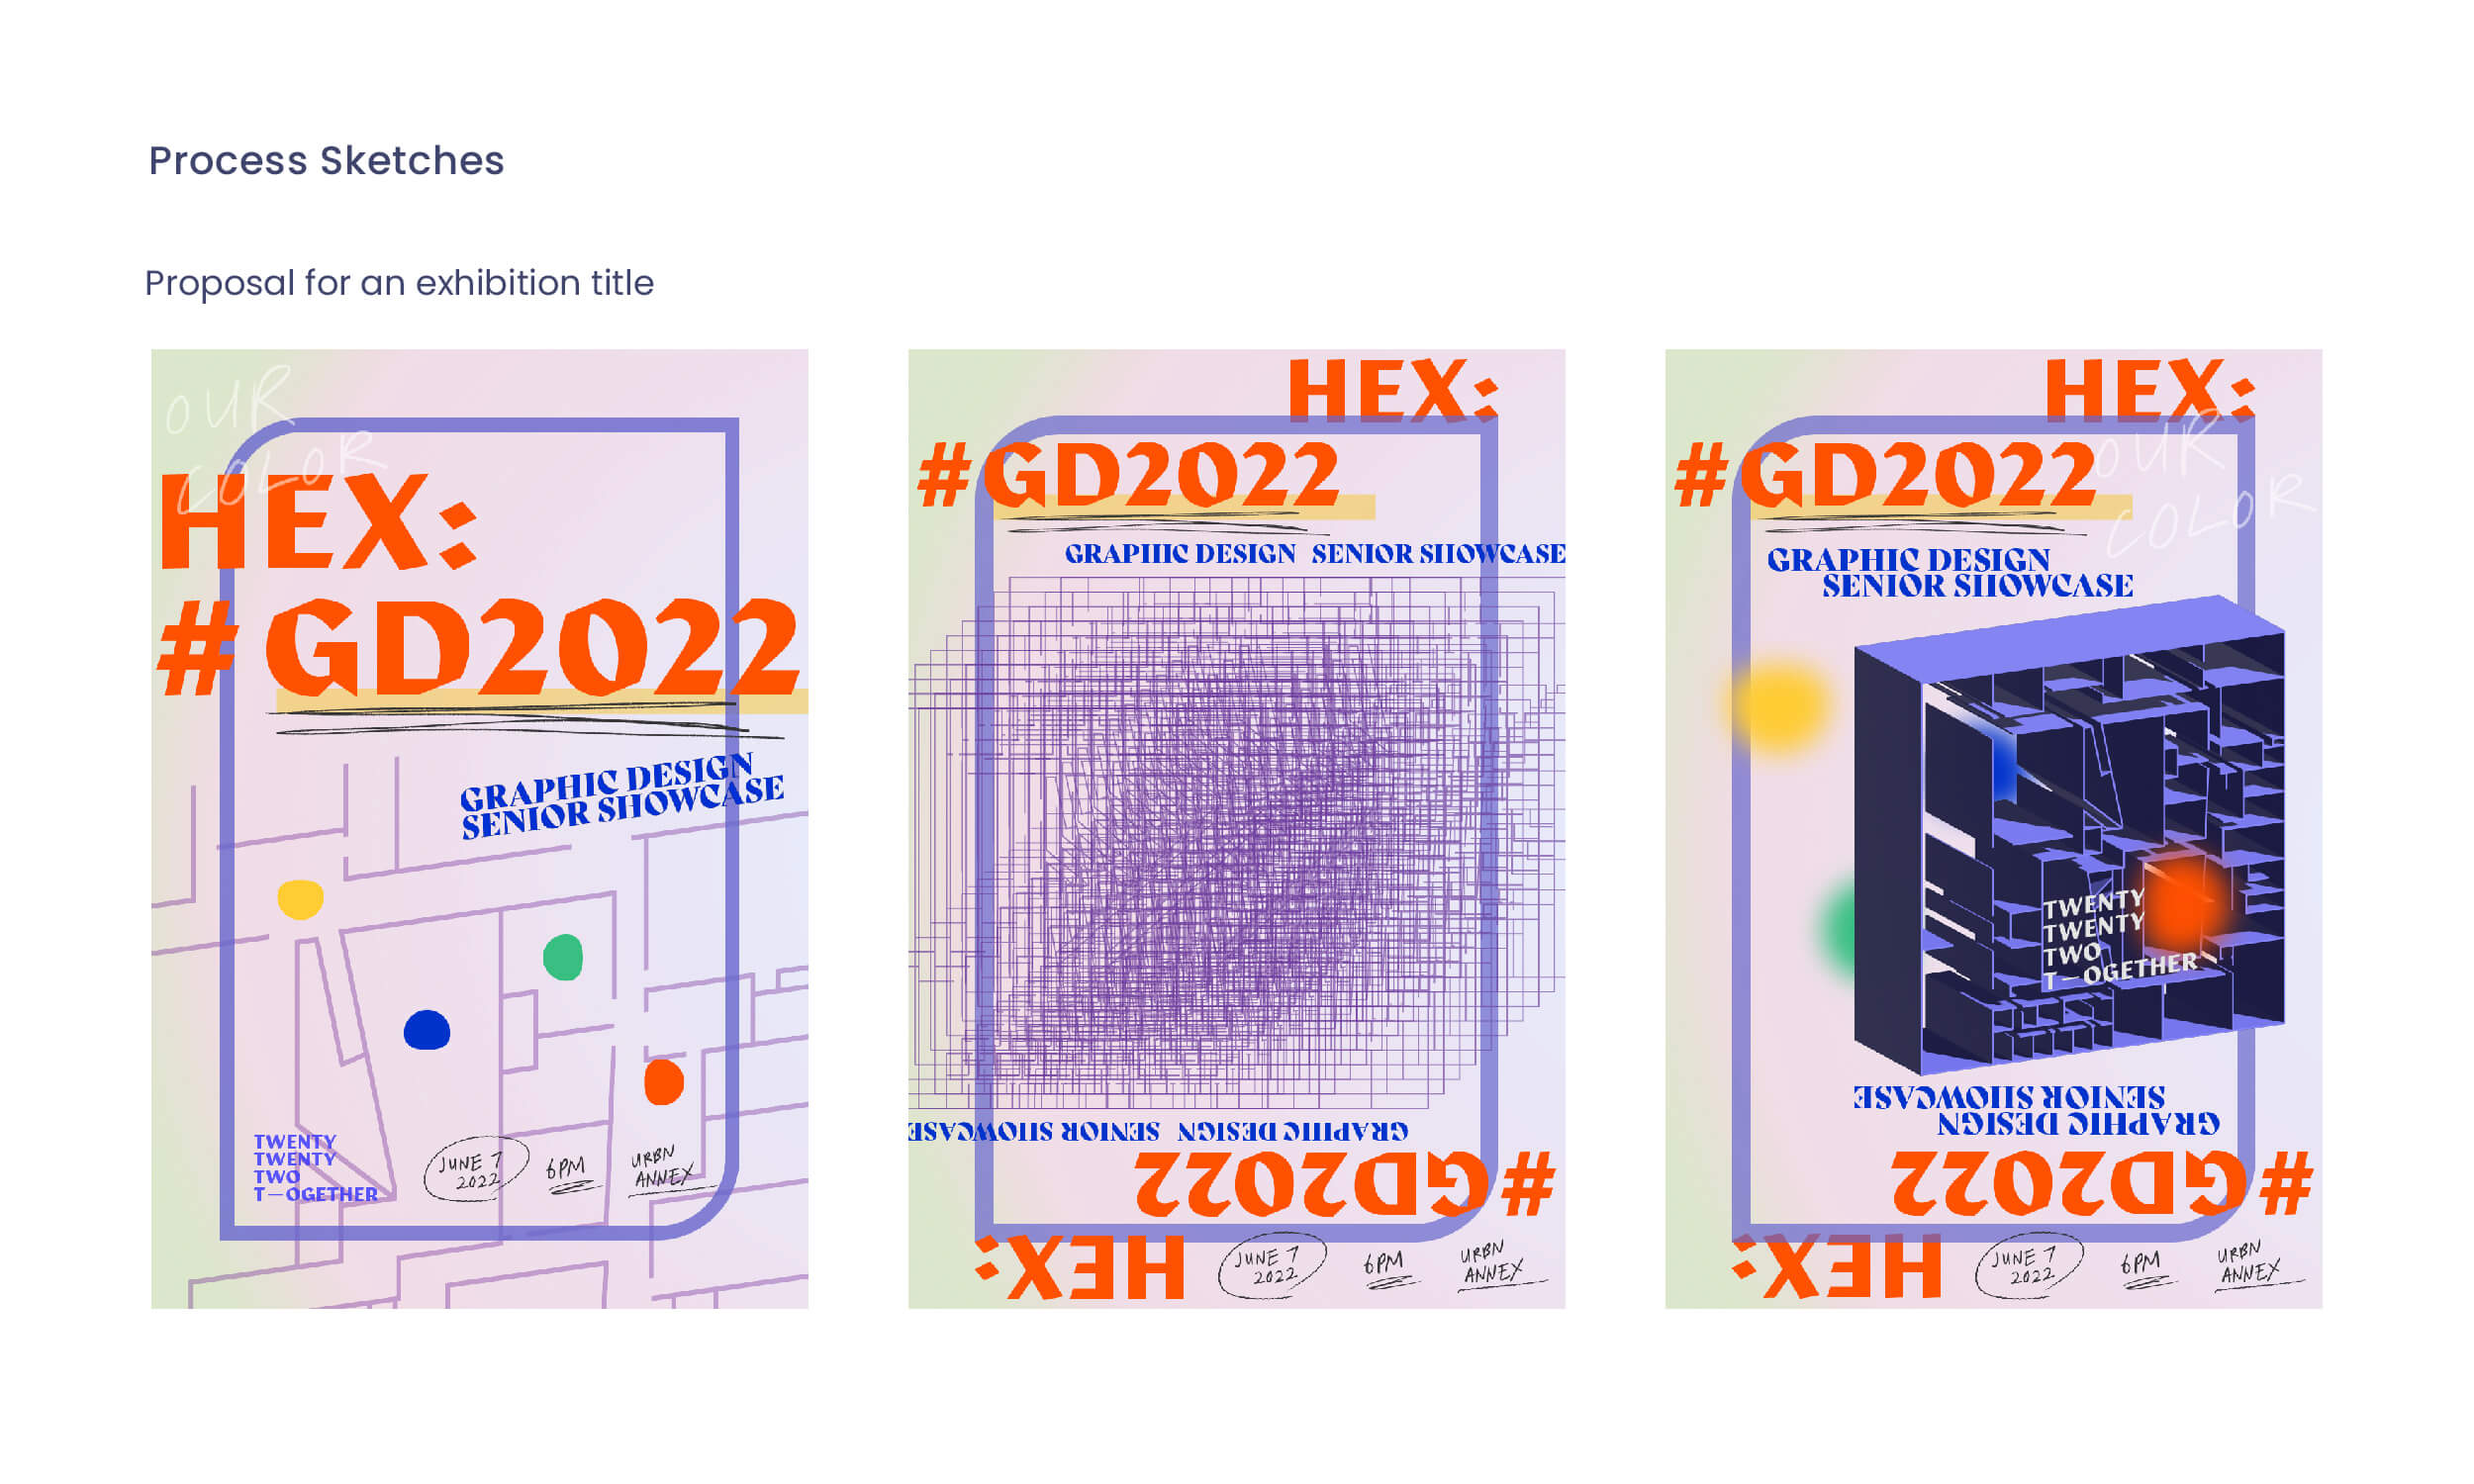 Process Sketches
Proposal for an exhibition title
OUR
COLOR
HEX:
#GD2022
GRAPHIC DESIGN
SENIOR SHOWCASE
TWENTY
TWENTY
TWO
T—OGETHER
JUNE 7
2022
6PM
URBN
ANNEX
HEX:
#GD2022
GRAPHIC DESIGN SENIOR SHOWCASE
GRAPHIC DESIGN SENIOR SHOWCASE
#GD2022
HEX:
JUNE 7
2022
6PM
URBN
ANNEX
HEX:
OUR
COLOR
#GD2022
GRAPHIC DESIGN
SENIOR SHOWCASE
TWENTY
TWENTY
TWO
T—OGETHER
SENIOR SHOWCASE
GRAPHIC DESIGN
#GD2022
HEX:
JUNE 7
2022
6PM
URBN
ANNEX